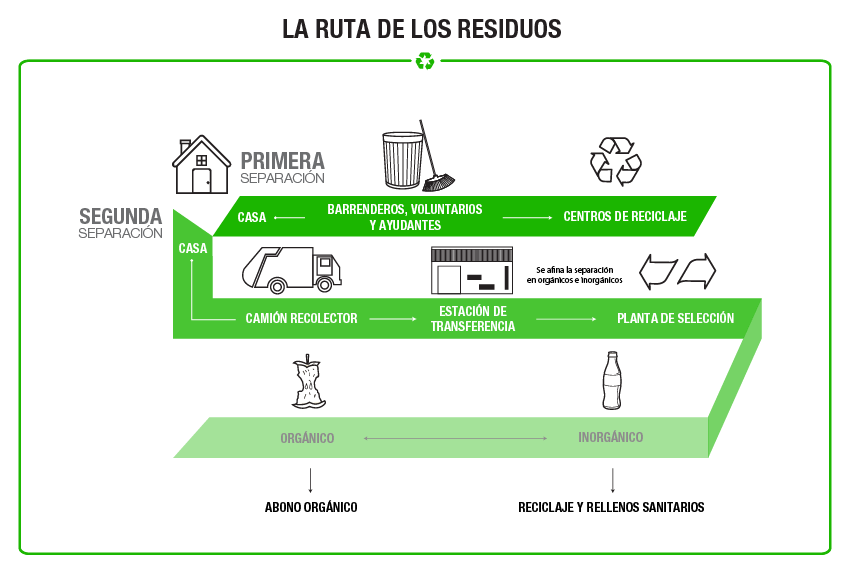 LA RUTA DE LOS RESIDUOS
PRIMERA
SEPARACIÓN
SEGUNDA
SEPARACIÓN
CASA
BARRENDEROS, VOLUNTARIOS
Y AYUDANTES
CENTROS DE RECICLAJE
CASA
Se afina la separación
en orgánicos e inorgánicos
CAMIÓN RECOLECTOR
ESTACIÓN DE
TRANSFERENCIA
PLANTA DE SELECCIÓN
ORGÁNICO
INORGÁNICO
ABONO ORGÁNICO
RECICLAJE Y RELLENOS SANITARIOS